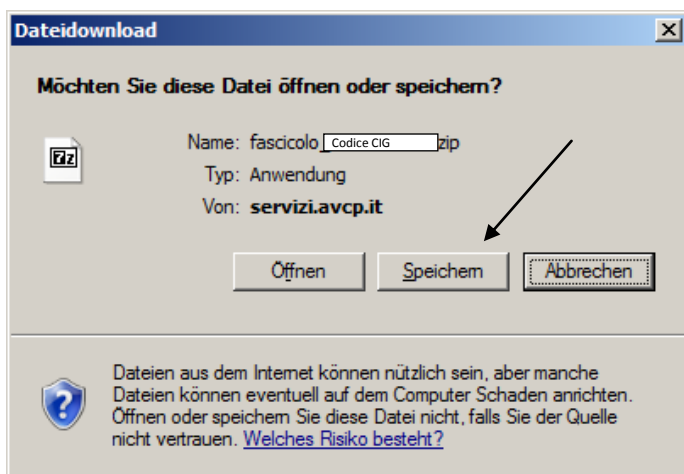 Dateidownload
Möchten Sie diese Datei öffnen oder speichern?
Name: fascicolo_ Codice CIG zip
Typ: Anwendung
Von: servizi.avcp.it
Öffnen Speichern Abbrechen
Dateien aus dem Internet können nützlich sein, aber manche
Dateien können eventuell auf dem Computer Schaden anrichten.
Öffnen oder speichern Sie diese Datei nicht, falls Sie der Quelle
nicht vertrauen. Welches Risiko besteht?